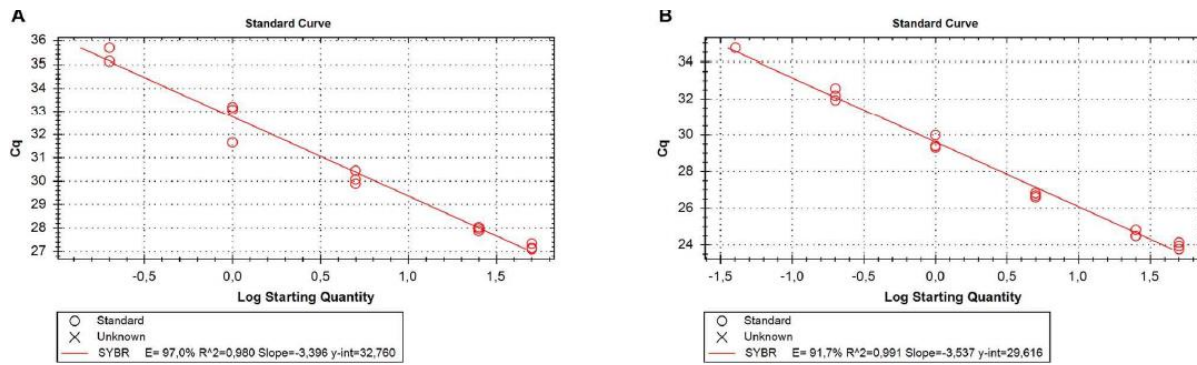 A
Standard Curve
36
35
34
33
32
31
30
29
28
27
Cq
-0,5
0,0
0,5
1,0
1,5
Log Starting Quantity
Standard
Unknown
SYBR E= 97,0% R^2=0,980 Slope=-3,396 y-int=32,760
B
Standard Curve
34
32
30
28
26
24
Cq
-1,5
-1,0
-0,5
0,0
0,5
1,0
1,5
Log Starting Quantity
Standard
Unknown
SYBR E= 91,7% R^2=0,991 Slope=-3,537 y-int=29,616